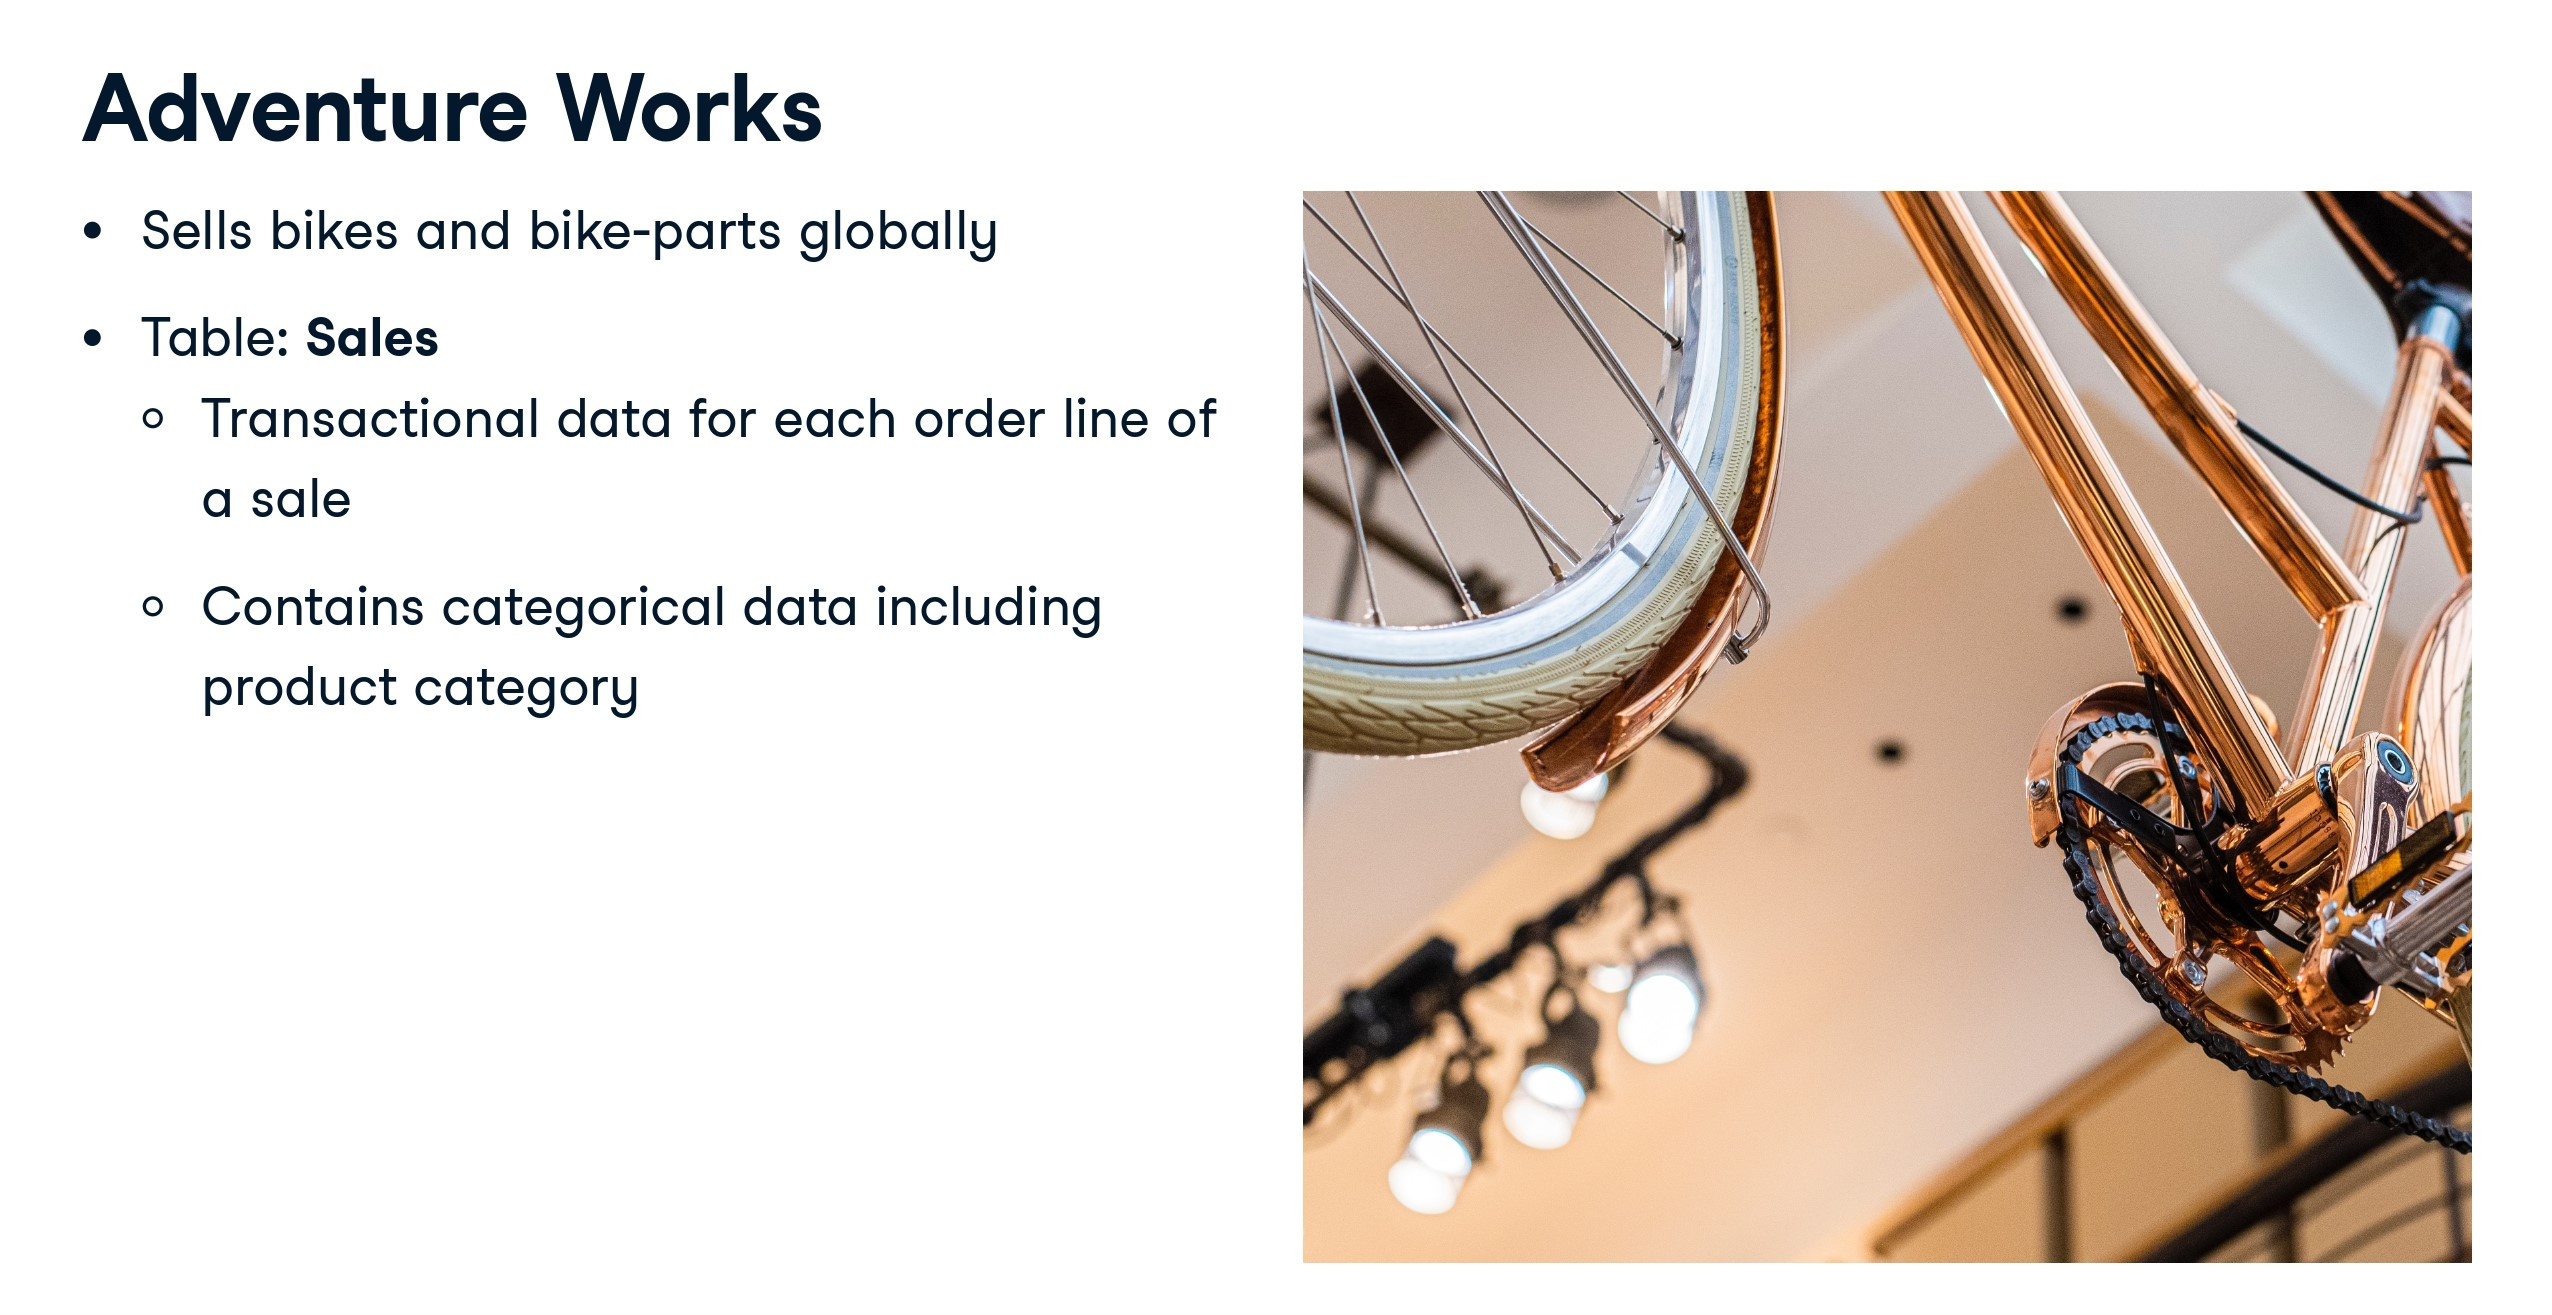 Adventure Works
• Sells bikes and bike-parts globally
• Table: Sales
○ Transactional data for each order line of
a sale
○ Contains categorical data including
product category